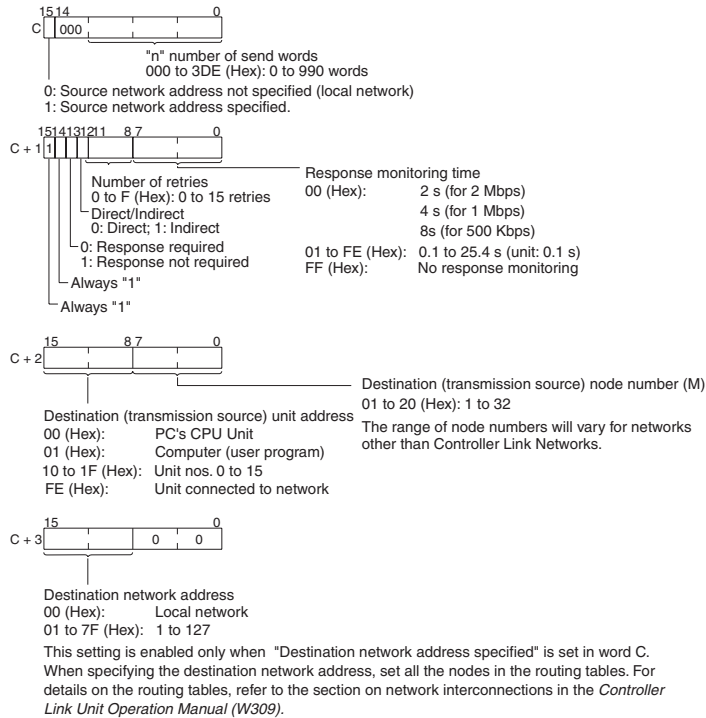 15 14 0
C 000
"n" number of send words
000 to 3DE (Hex): 0 to 990 words
0: Source network address not specified (local network)
1: Source network address specified.
15 14 13 12 11 8 7 0
C + 1 1
Number of retries
0 to F (Hex): 0 to 15 retries
Direct/Indirect
0: Direct; 1: Indirect
0: Response required
1: Response not required
Always "1"
Always "1"
Response monitoring time
00 (Hex): 2 s (for 2 Mbps)
4 s (for 1 Mbps)
8s (for 500 Kbps)
01 to FE (Hex): 0.1 to 25.4 s (unit: 0.1 s)
FF (Hex): No response monitoring
15 8 7 0
C + 2
Destination (transmission source) node number (M)
01 to 20 (Hex): 1 to 32
The range of node numbers will vary for networks
other than Controller Link Networks.
Destination (transmission source) unit address
00 (Hex): PC's CPU Unit
01 (Hex): Computer (user program)
10 to 1F (Hex): Unit nos. 0 to 15
FE (Hex): Unit connected to network
15 0
C + 3 0 0
Destination network address
00 (Hex): Local network
01 to 7F (Hex): 1 to 127
This setting is enabled only when "Destination network address specified" is set in word C.
When specifying the destination network address, set all the nodes in the routing tables. For
details on the routing tables, refer to the section on network interconnections in the Controller
Link Unit Operation Manual (W309).